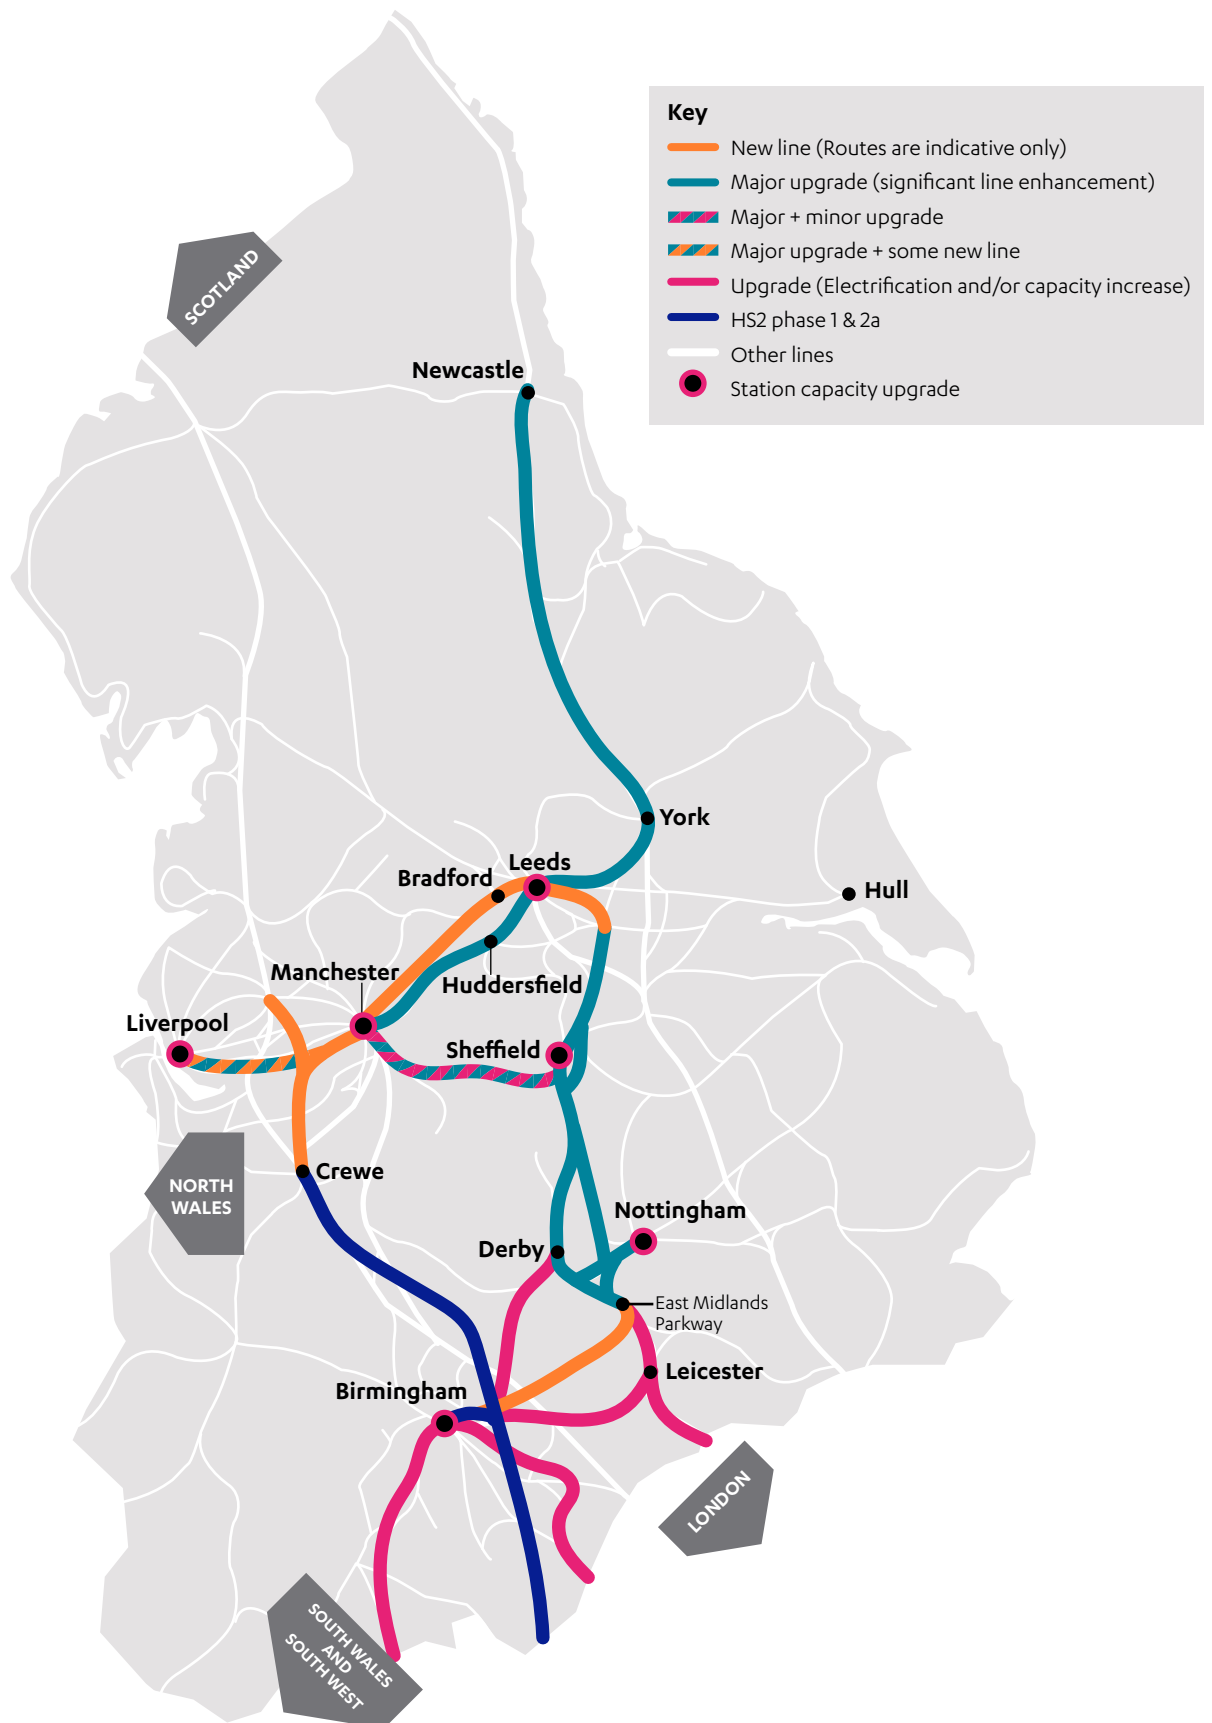 Key
New line (Routes are indicative only)
Major upgrade (significant line enhancement)
Major + minor upgrade
Major upgrade + some new line
Upgrade (Electrification and/or capacity increase)
HS2 phase 1 & 2a
Other lines
Station capacity upgrade
SCOTLAND
Newcastle
York
Leeds
Bradford
Hull
Manchester
Huddersfield
Liverpool
Sheffield
Crewe
NORTH
WALES
Nottingham
Derby
East Midlands
Parkway
Leicester
Birmingham
LONDON
SOUTH WALES
AND
SOUTH WEST